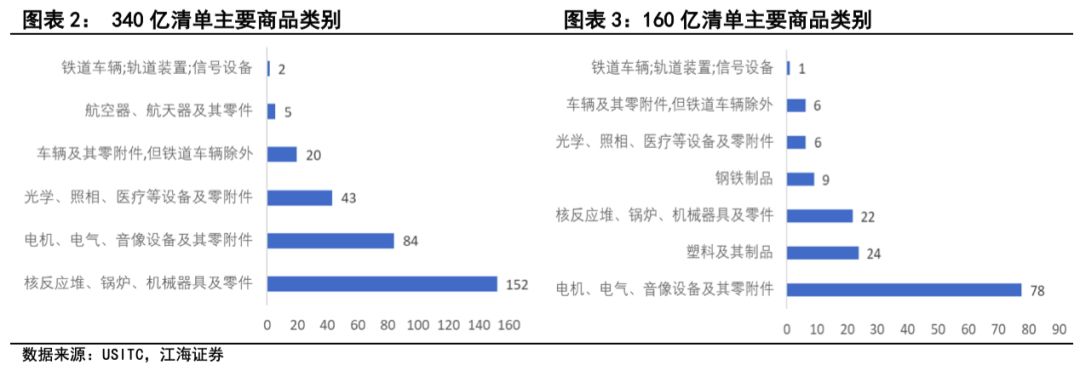 图表 2： 340 亿清单主要商品类别
铁道车辆;轨道装置;信号设备 2
航空器、航天器及其零件 5
车辆及其零附件,但铁道车辆除外 20
光学、照相、医疗等设备及零附件 43
电机、电气、音像设备及其零附件 84
核反应堆、锅炉、机械器具及零件 152
0 20 40 60 80 100 120 140 160
图表 3：160 亿清单主要商品类别
铁道车辆;轨道装置;信号设备 1
车辆及其零附件,但铁道车辆除外 6
光学、照相、医疗等设备及零附件 6
钢铁制品 9
核反应堆、锅炉、机械器具及零件 22
塑料及其制品 24
电机、电气、音像设备及其零附件 78
0 10 20 30 40 50 60 70 80 90
数据来源：USITC，江海证券